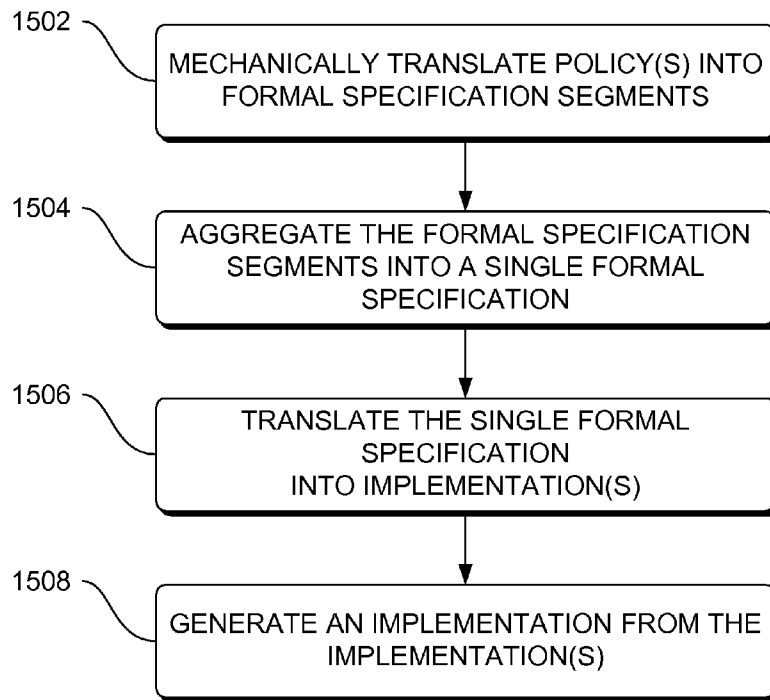 1502
MECHANICALLY TRANSLATE POLICY(S) INTO
FORMAL SPECIFICATION SEGMENTS
1504
AGGREGATE THE FORMAL SPECIFICATION
SEGMENTS INTO A SINGLE FORMAL
SPECIFICATION
1506
TRANSLATE THE SINGLE FORMAL
SPECIFICATION
INTO IMPLEMENTATION(S)
1508
GENERATE AN IMPLEMENTATION FROM THE
IMPLEMENTATION(S)